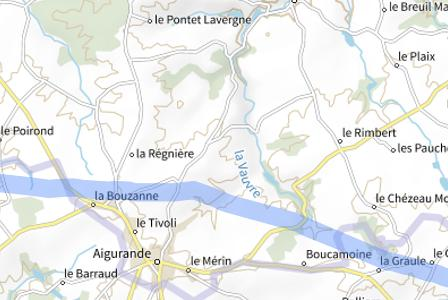 le Pontet Lavergne
le Breuil Ma
le Plaix
le Poirond
le Rimbert
les Pauche
la Régnière
la Vauvre
la Bouzanne
le Chézeau Mo
le Tivoli
Aigurande
le Mérin
Boucamoine
le Barraud
la Graule